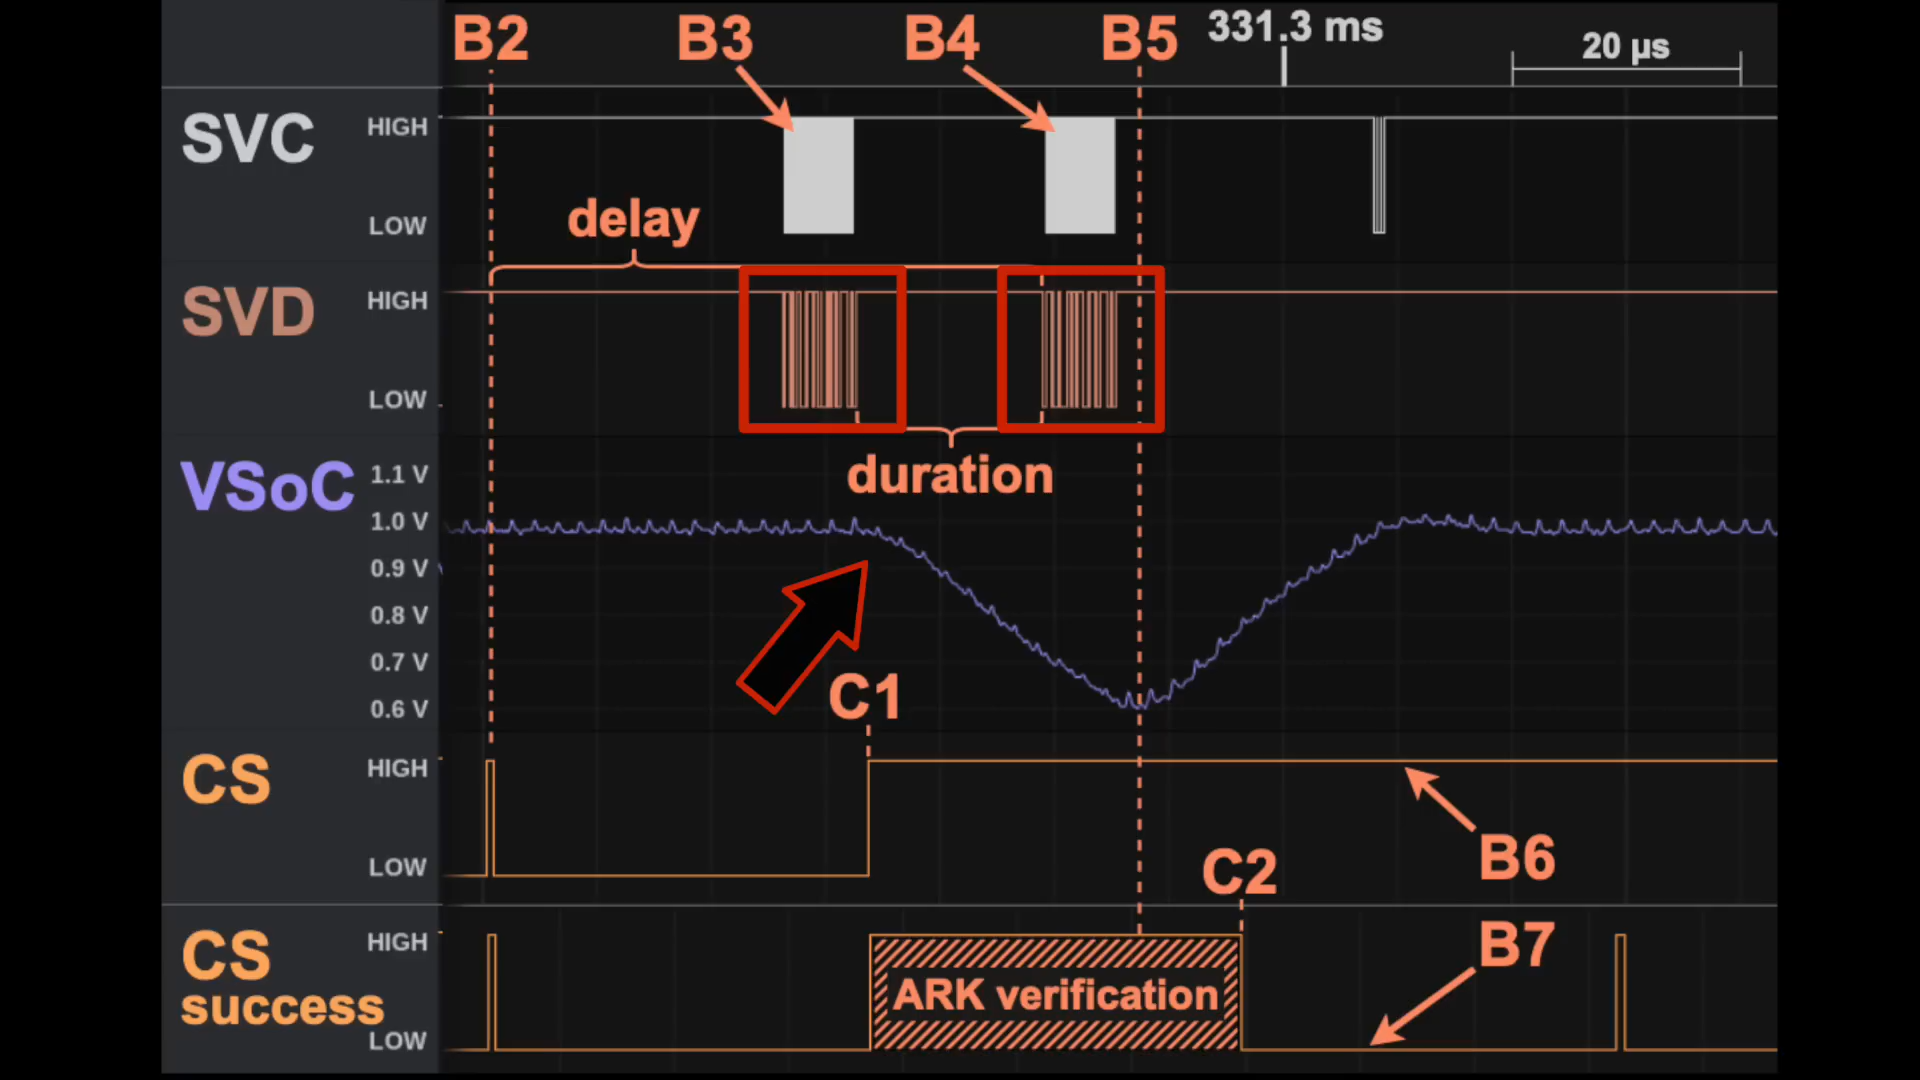 B2
B3
B4
B5
331.3 ms
20 µs
SVC
HIGH
LOW
delay
SVD
HIGH
LOW
duration
VSoC
1.1 V
1.0 V
0.9 V
0.8 V
0.7 V
0.6 V
C1
CS
HIGH
LOW
B6
C2
CS
success
HIGH
LOW
ARK verification
B7